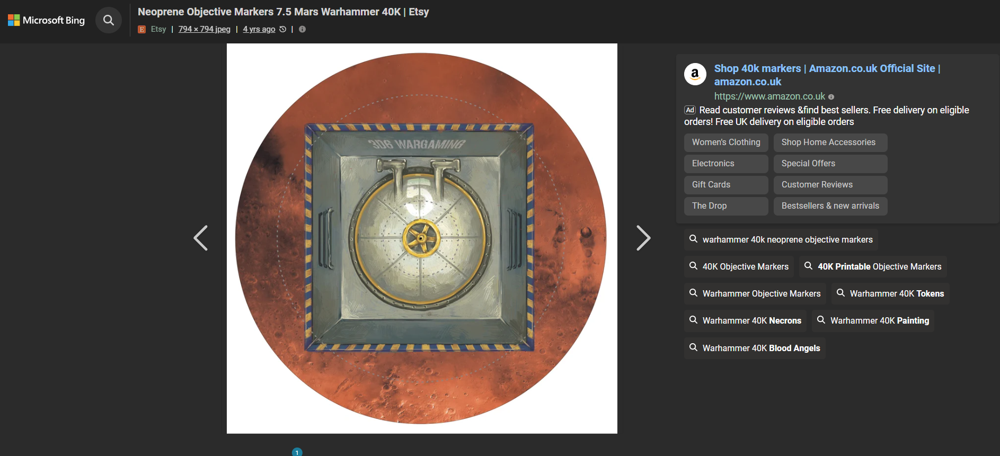 Microsoft Bing
Neoprene Objective Markers 7.5 Mars Warhammer 40K | Etsy
E Etsy | 794 × 794 jpeg | 4 yrs ago |
3D6 WARGAMING
3
a
Shop 40k markers | Amazon.co.uk Official Site |
amazon.co.uk
https://www.amazon.co.uk
Ad Read customer reviews &find best sellers. Free delivery on eligible
orders! Free UK delivery on eligible orders
Women's Clothing
Shop Home Accessories
Electronics
Special Offers
Gift Cards
Customer Reviews
The Drop
Bestsellers & new arrivals
warhammer 40k neoprene objective markers
40K Objective Markers
40K Printable Objective Markers
Warhammer Objective Markers
Warhammer 40K Tokens
Warhammer 40K Necrons
Warhammer 40K Painting
Warhammer 40K Blood Angels
1